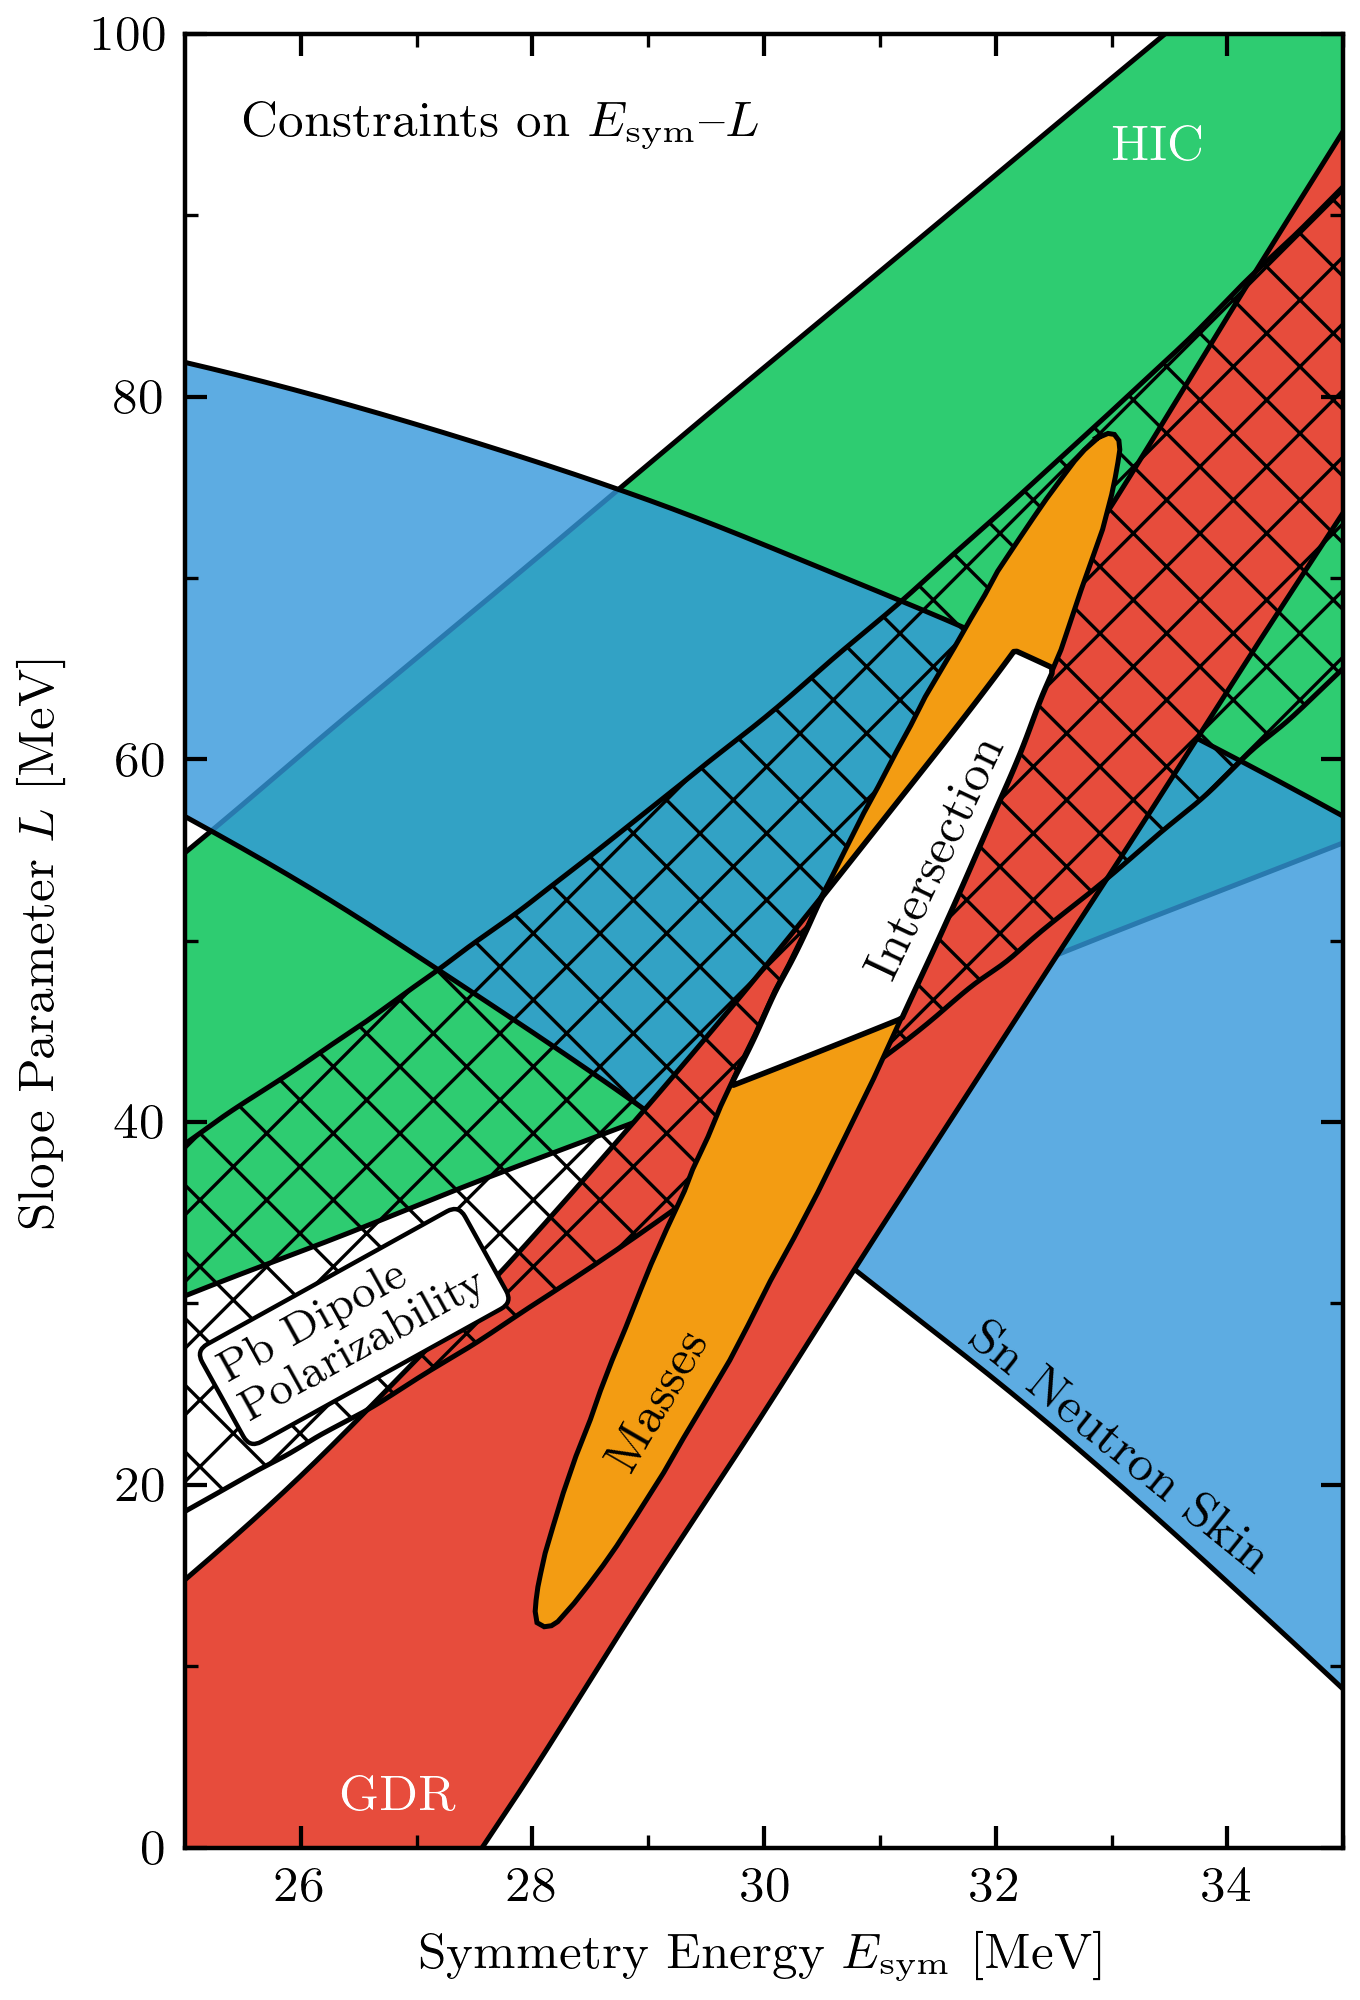 100
Constraints on Esym–L
HIC
80
60
Intersection
Slope Parameter L [MeV]
40
Pb Dipole
Polarizability
Masses
Sn Neutron Skin
20
GDR
0
26 28 30 32 34
Symmetry Energy Esym [MeV]